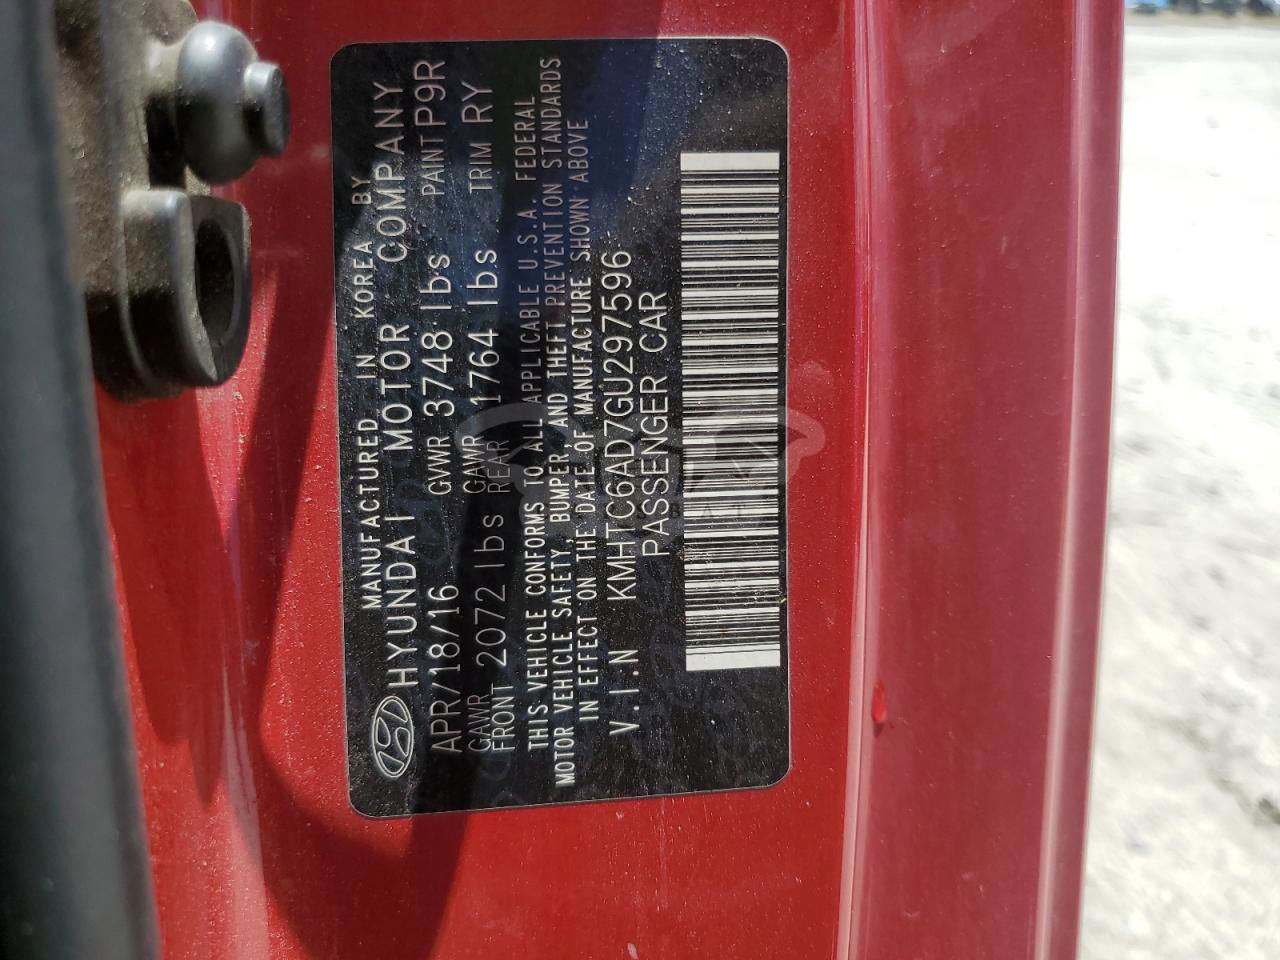 MANUFACTURED IN KOREA BY
HYUNDAI MOTOR COMPANY
APR/18/16 GVWR 3748 lbs PAINT P9R
GAWR FRONT 2072 lbs GAWR REAR 1764 lbs TRIM RY
THIS VEHICLE CONFORMS TO ALL APPLICABLE U.S.A. FEDERAL
MOTOR VEHICLE SAFETY, BUMPER, AND THEFT PREVENTION STANDARDS
IN EFFECT ON THE DATE OF MANUFACTURE SHOWN ABOVE
V.I.N KMHTC6AD7GU297596
PASSENGER CAR